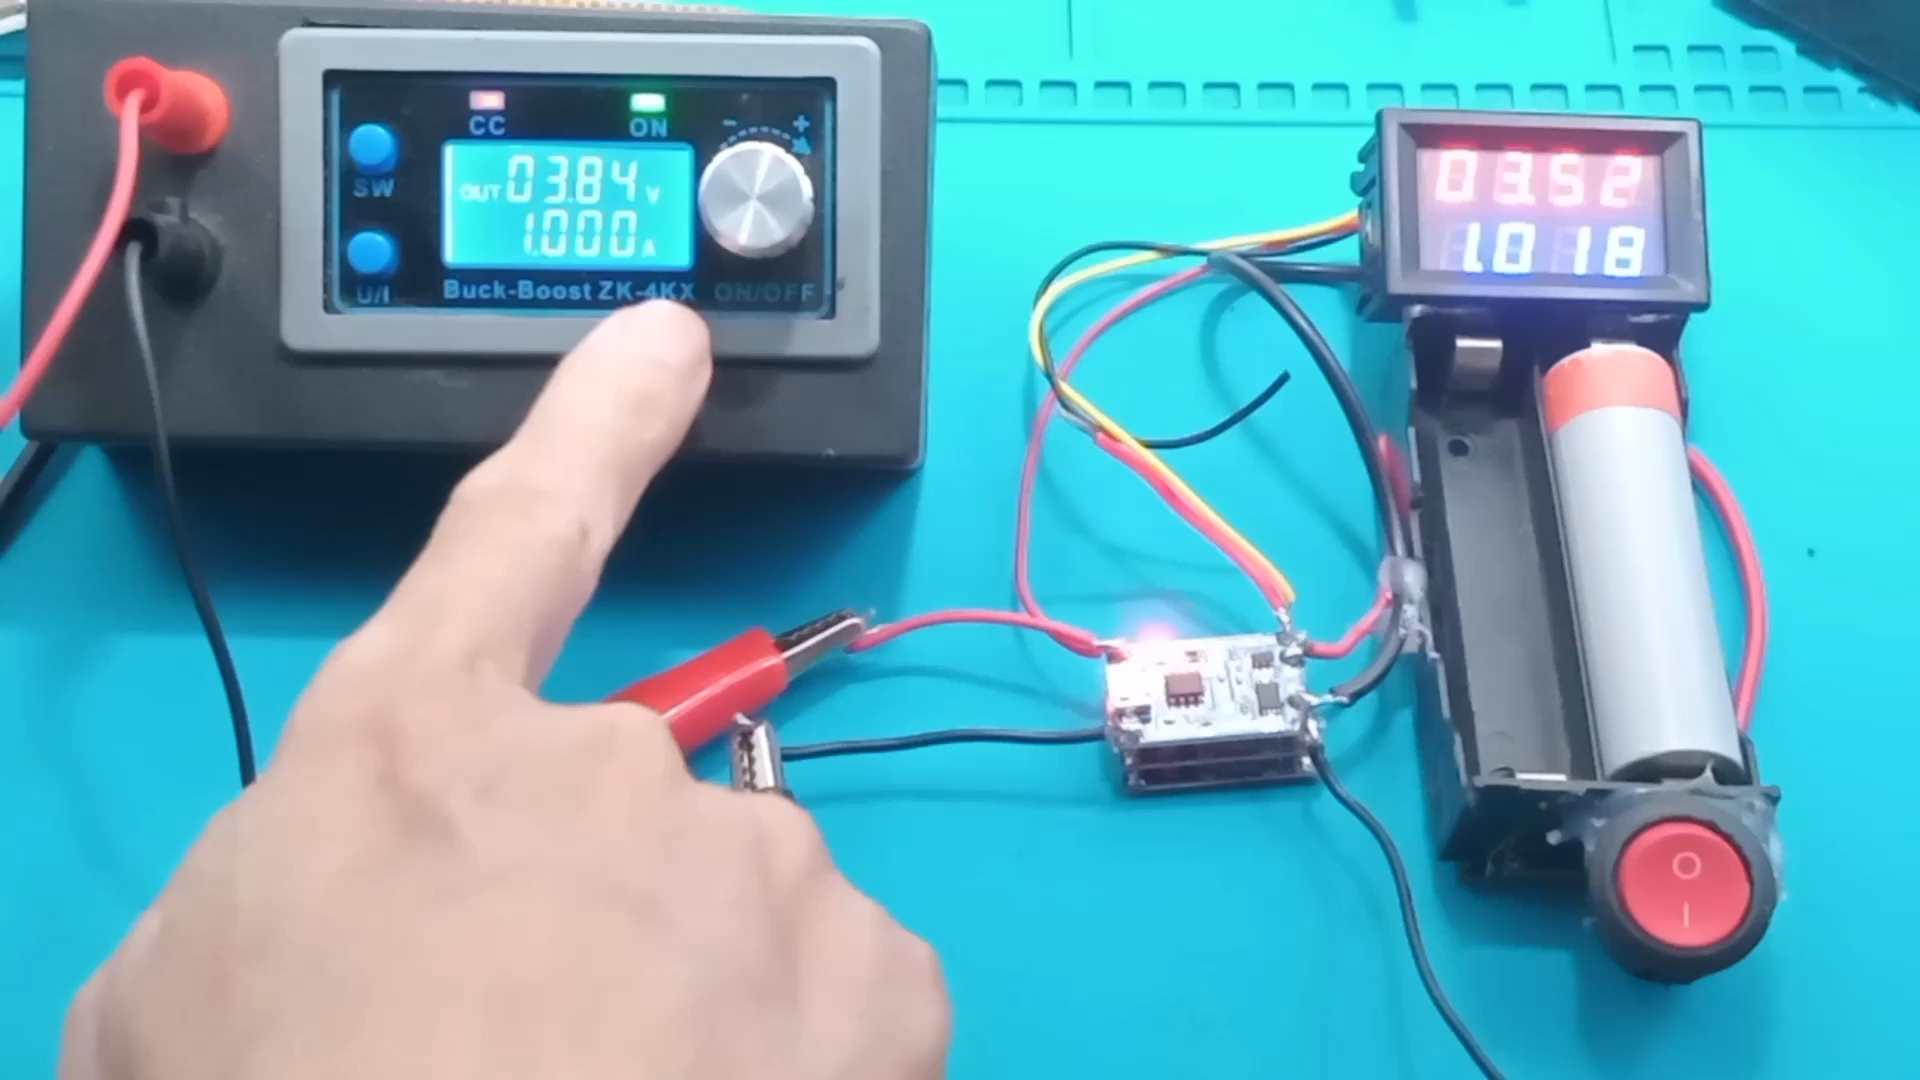 CC ON
- +
SW
OUT 03.84 V
1.000 A
U/I
Buck-Boost ZK-4KX ON/OFF
03.52
1.018
O
I